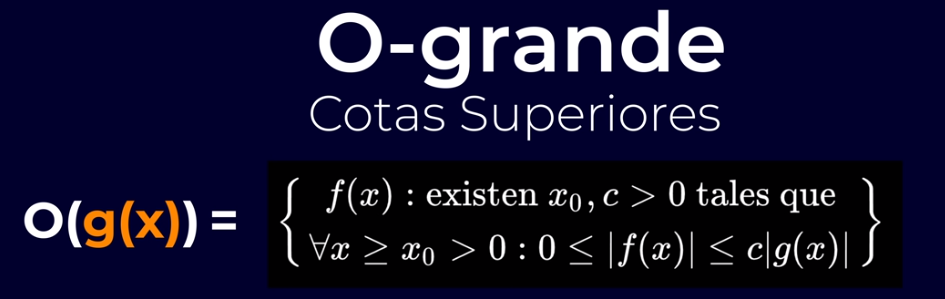 O-grande
Cotas Superiores
O(g(x)) = { f(x) : existen x₀, c > 0 tales que
∀x ≥ x₀ > 0 : 0 ≤ |f(x)| ≤ c|g(x)| }